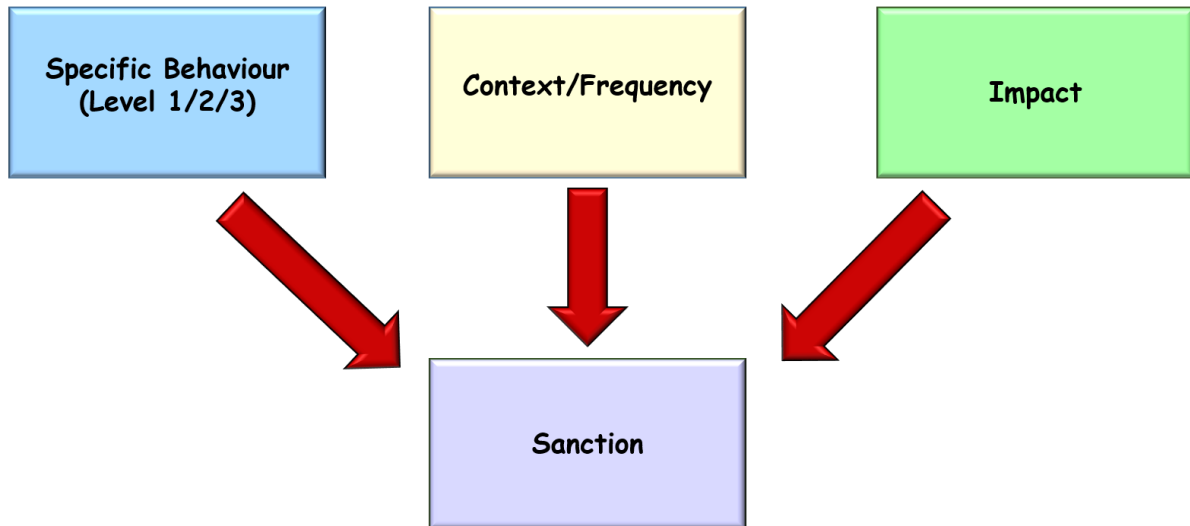 Specific Behaviour
(Level 1/2/3)
Context/Frequency
Impact
Sanction